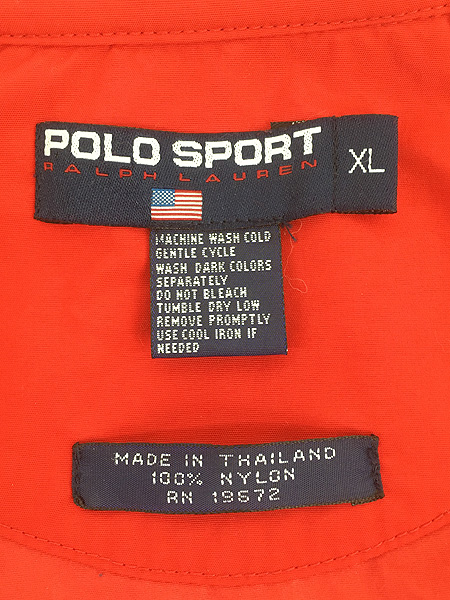 POLO SPORT
RALPH LAUREN
XL
MACHINE WASH COLD
GENTLE CYCLE
WASH DARK COLORS
SEPARATELY
DO NOT BLEACH
TUMBLE DRY LOW
REMOVE PROMPTLY
USE COOL IRON IF
NEEDED
MADE IN THAILAND
100% NYLON
RN 19672